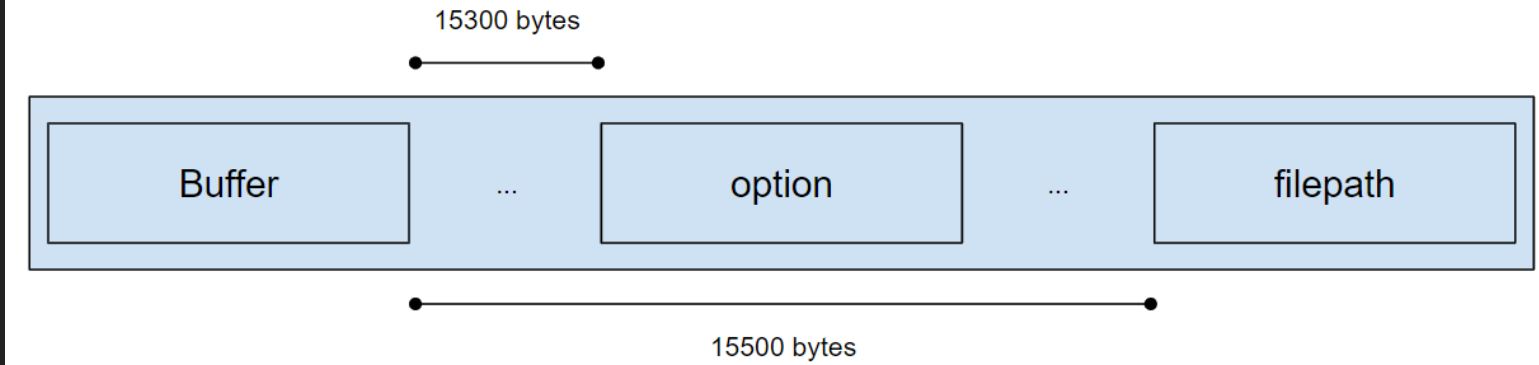 15300 bytes
Buffer
...
option
...
filepath
15500 bytes